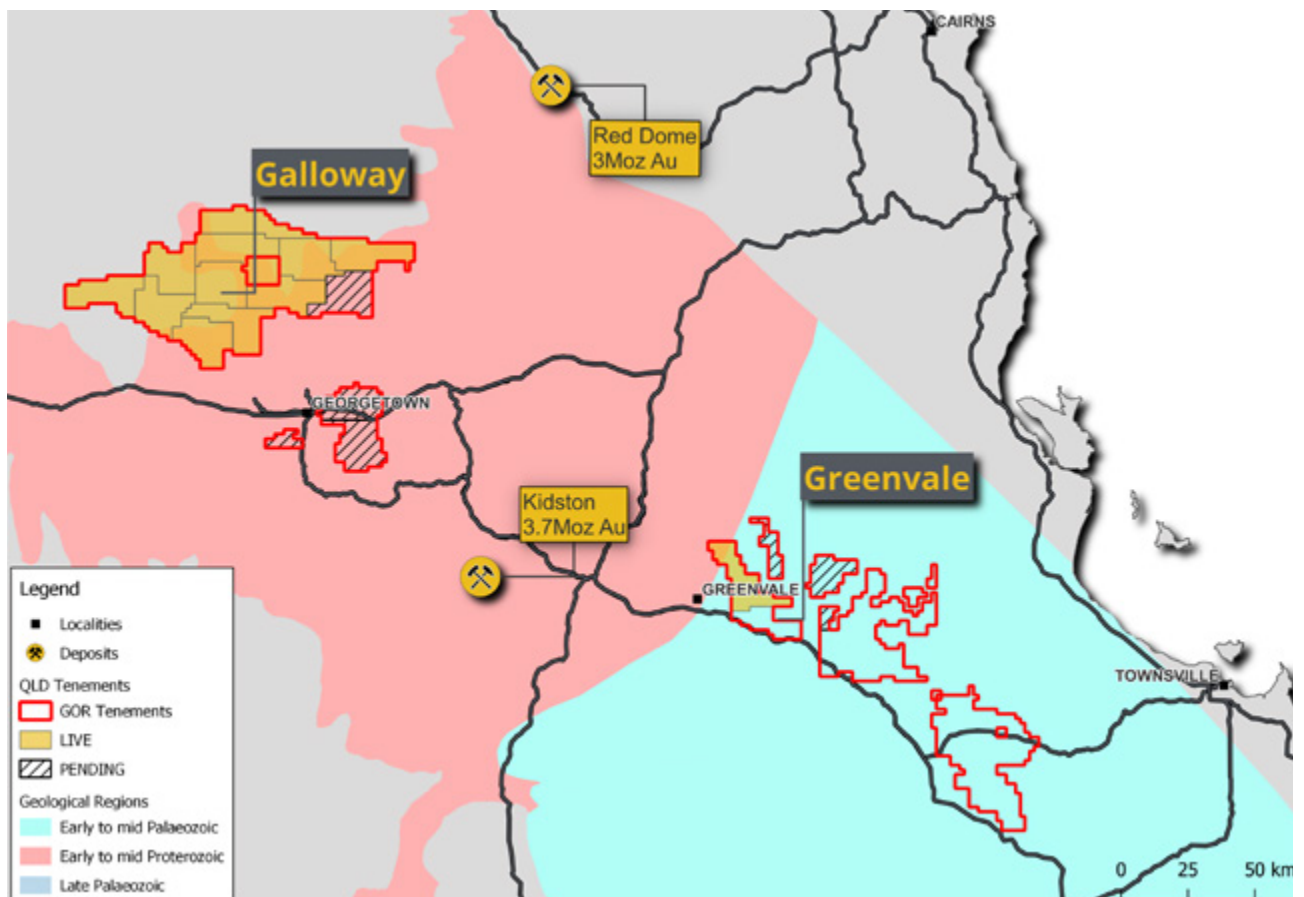 CAIRNS
Red Dome
3Moz Au
Galloway
GEORGETOWN
Greenvale
Kidston
3.7Moz Au
GREENVALE
TOWNSVILLE
Legend
Localities
Deposits
QLD Tenements
GOR Tenements
LIVE
PENDING
Geological Regions
Early to mid Palaeozoic
Early to mid Proterozoic
Late Palaeozoic
0 25 50 km